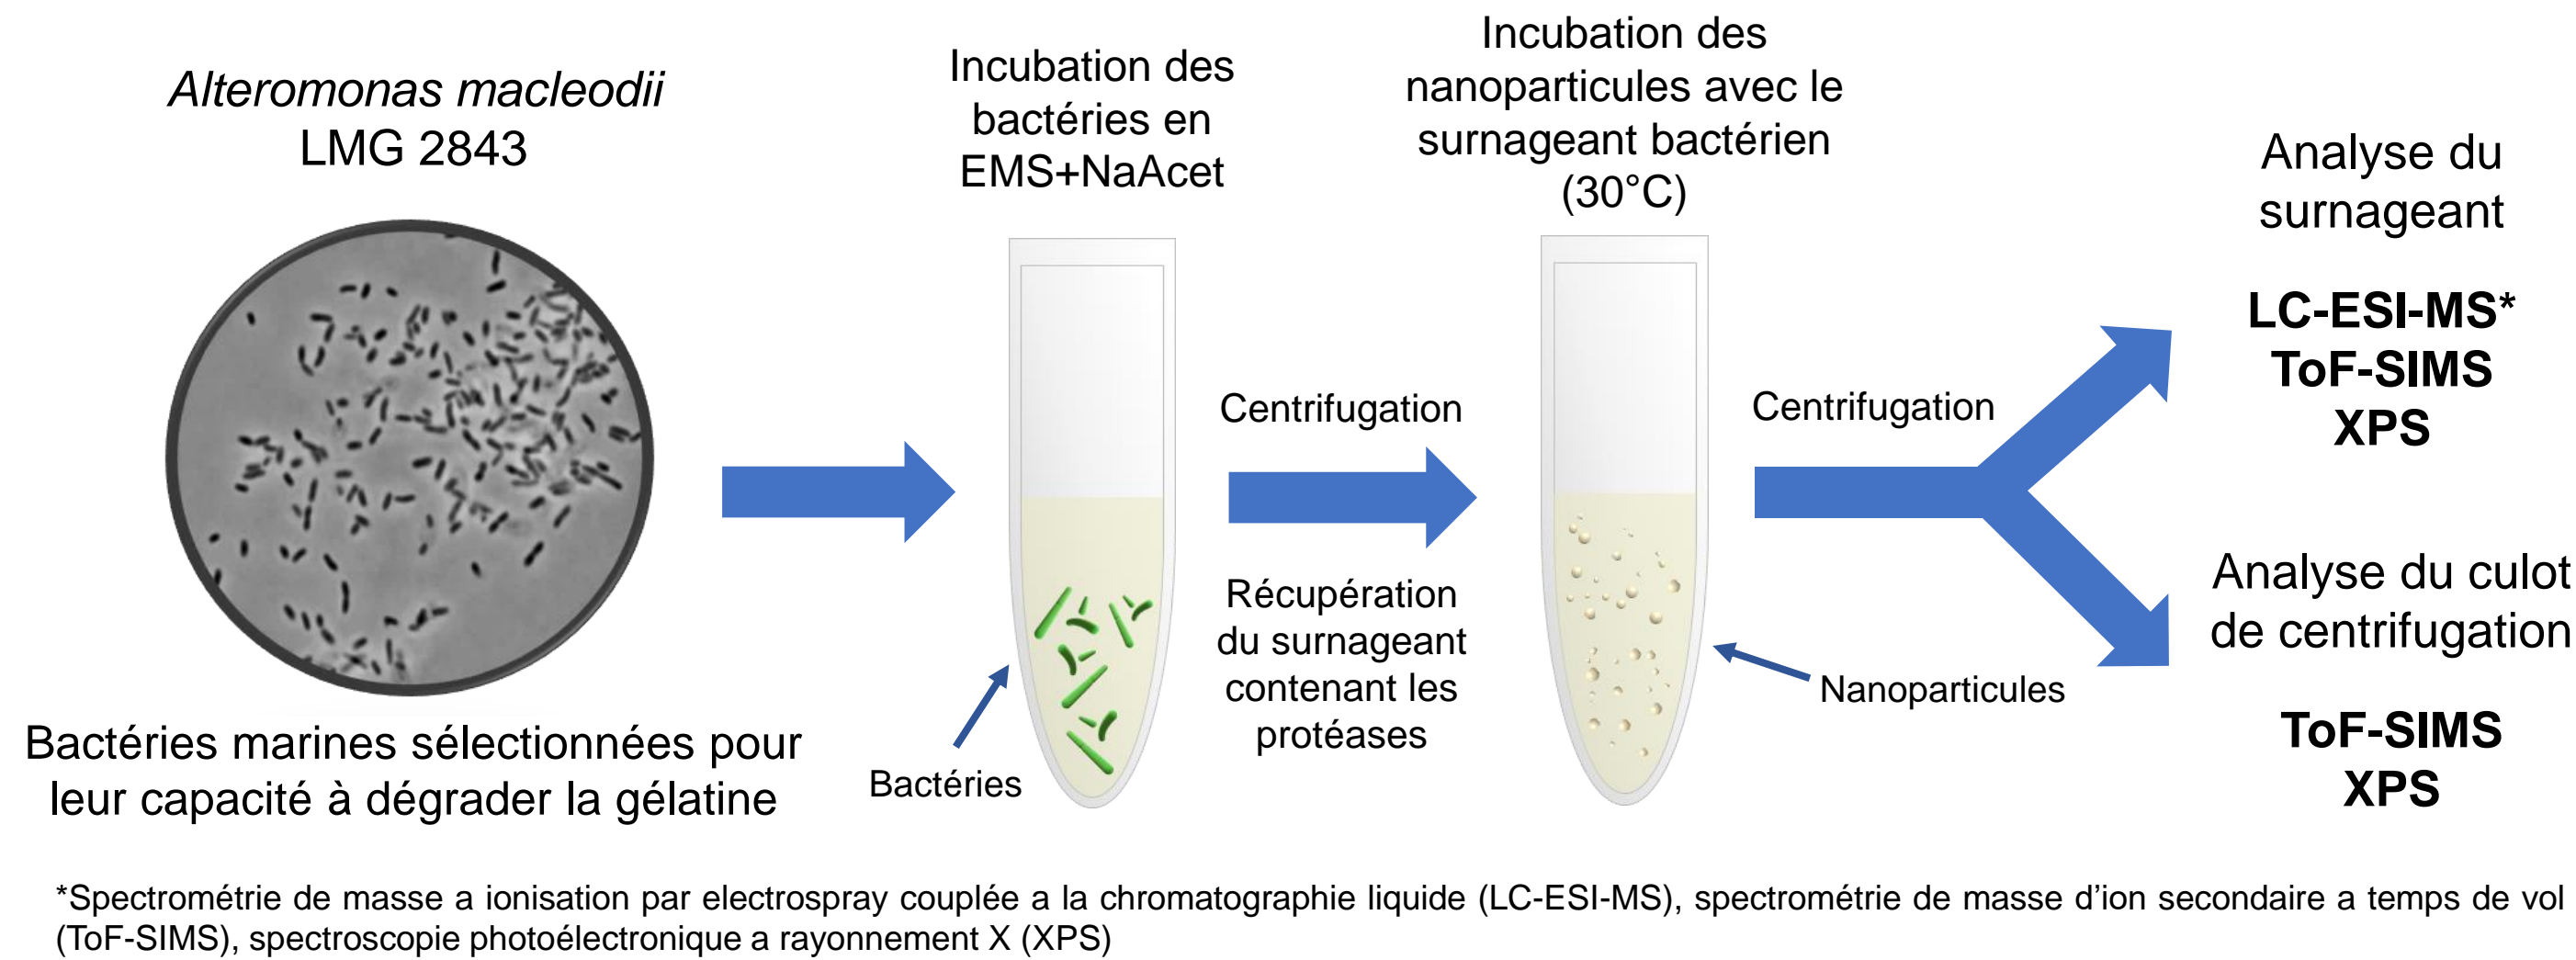 Alteromonas macleodii
LMG 2843
Bactéries marines sélectionnées pour
leur capacité à dégrader la gélatine
Incubation des
bactéries en
EMS+NaAcet
Bactéries
Centrifugation
Récupération
du surnageant
contenant les
protéases
Incubation des
nanoparticules avec le
surnageant bactérien
(30°C)
Nanoparticules
Centrifugation
Analyse du
surnageant
LC-ESI-MS*
ToF-SIMS
XPS
Analyse du culot
de centrifugation
ToF-SIMS
XPS
*Spectrométrie de masse a ionisation par electrospray couplée a la chromatographie liquide (LC-ESI-MS), spectrométrie de masse d’ion secondaire a temps de vol
(ToF-SIMS), spectroscopie photoélectronique a rayonnement X (XPS)